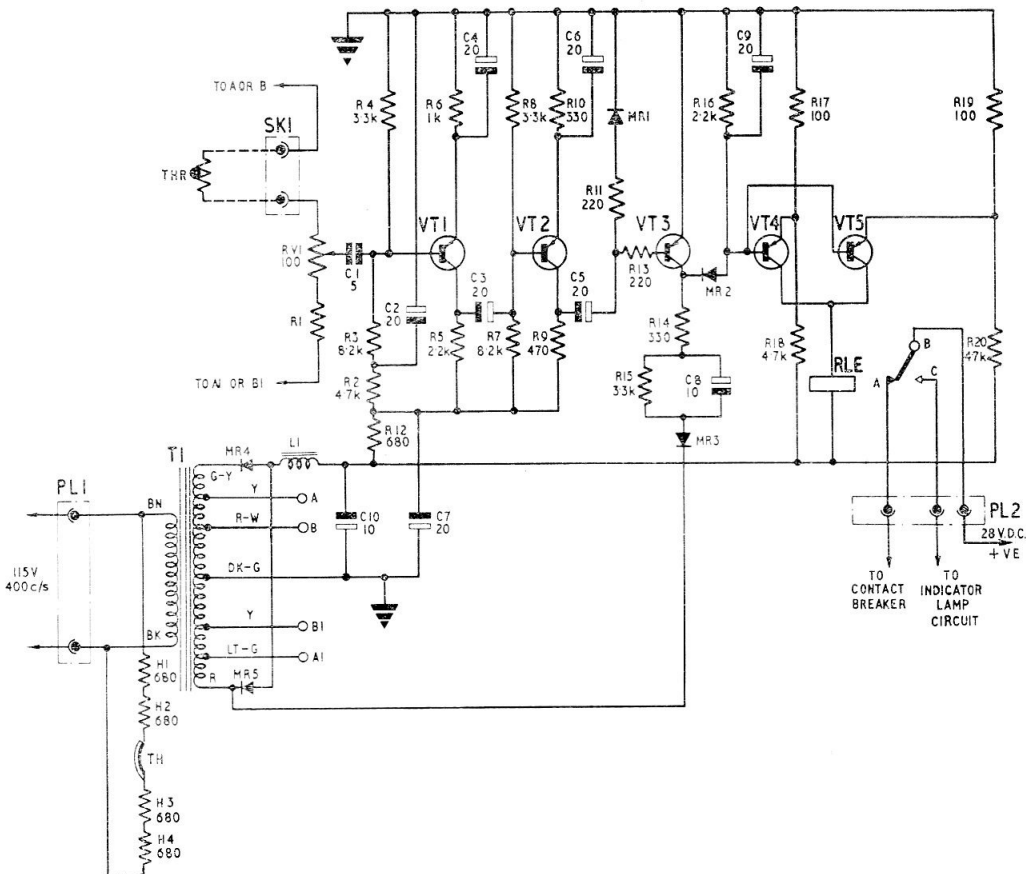 C4
20
C6
20
C9
20
TO A OR B
R4
3.3k
R6
1k
R8
3.3k
R10
330
MR1
R16
2.2k
R17
100
R19
100
SK1
THR
R11
220
VT1
VT2
VT3
VT4
VT5
RV1
100
C1
5
R13
220
MR2
C3
20
C5
20
C2
20
R1
R3
8.2k
R5
2.2k
R7
8.2k
R9
470
R14
330
R18
4.7k
RLE
R20
47k
B
A
C
TO A1 OR B1
R2
4.7k
R15
3.3k
C8
10
R12
680
MR3
T1
MR4
L1
G-Y
Y
A
PL1
BN
R-W
B
C10
10
C7
20
PL2
28 V.D.C.
+VE
115V
400c/s
DK-G
TO
CONTACT
BREAKER
TO
INDICATOR
LAMP
CIRCUIT
Y
B1
BK
LT-G
A1
H1
680
R
MR5
H2
680
TH
H3
680
H4
680